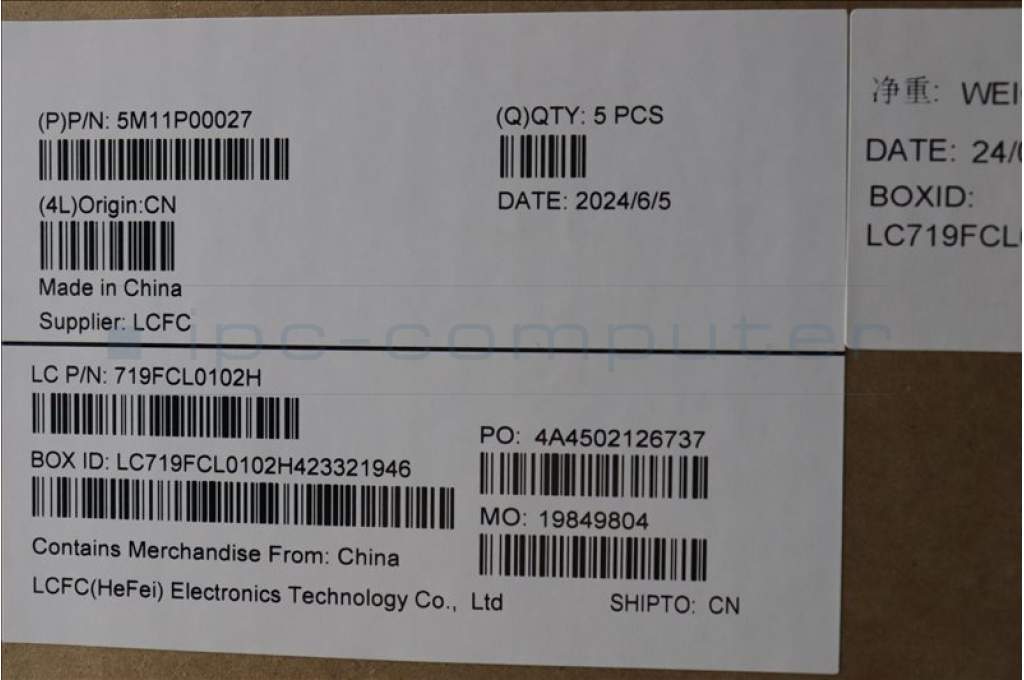 (P)P/N: 5M11P00027
(Q)QTY: 5 PCS
(4L)Origin:CN
DATE: 2024/6/5
Made in China
Supplier: LCFC
ipc-computer
LC P/N: 719FCL0102H
BOX ID: LC719FCL0102H423321946
PO: 4A4502126737
MO: 19849804
Contains Merchandise From: China
LCFC(HeFei) Electronics Technology Co., Ltd
SHIPTO: CN
净重: WEI
DATE: 24/
BOXID:
LC719FCL